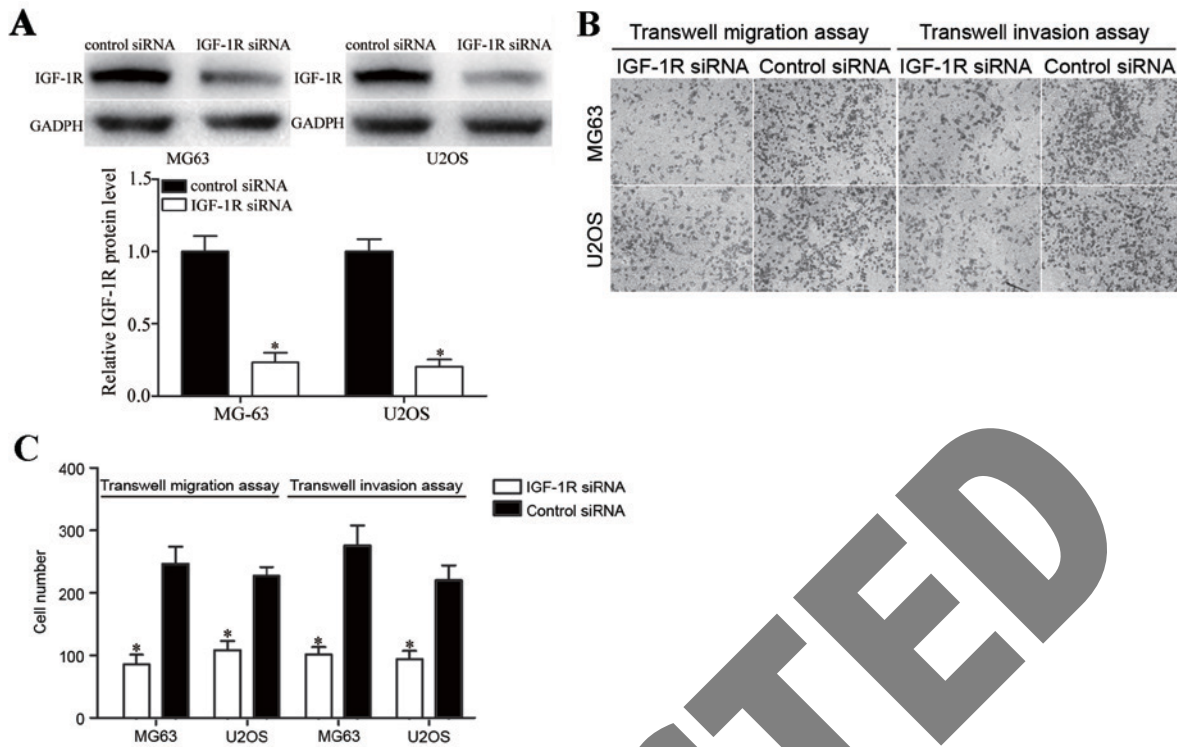 A
control siRNA IGF-1R siRNA
control siRNA IGF-1R siRNA
IGF-1R
IGF-1R
GADPH
GADPH
MG63
U2OS
Relative IGF-1R protein level
1.5
1.0
0.5
0.0
control siRNA
IGF-1R siRNA
*
*
MG-63
U2OS
B
Transwell migration assay
Transwell invasion assay
IGF-1R siRNA
Control siRNA
IGF-1R siRNA
Control siRNA
MG63
U2OS
C
Cell number
400
300
200
100
0
Transwell migration assay
Transwell invasion assay
IGF-1R siRNA
Control siRNA
*
*
*
*
MG63
U2OS
MG63
U2OS
TED